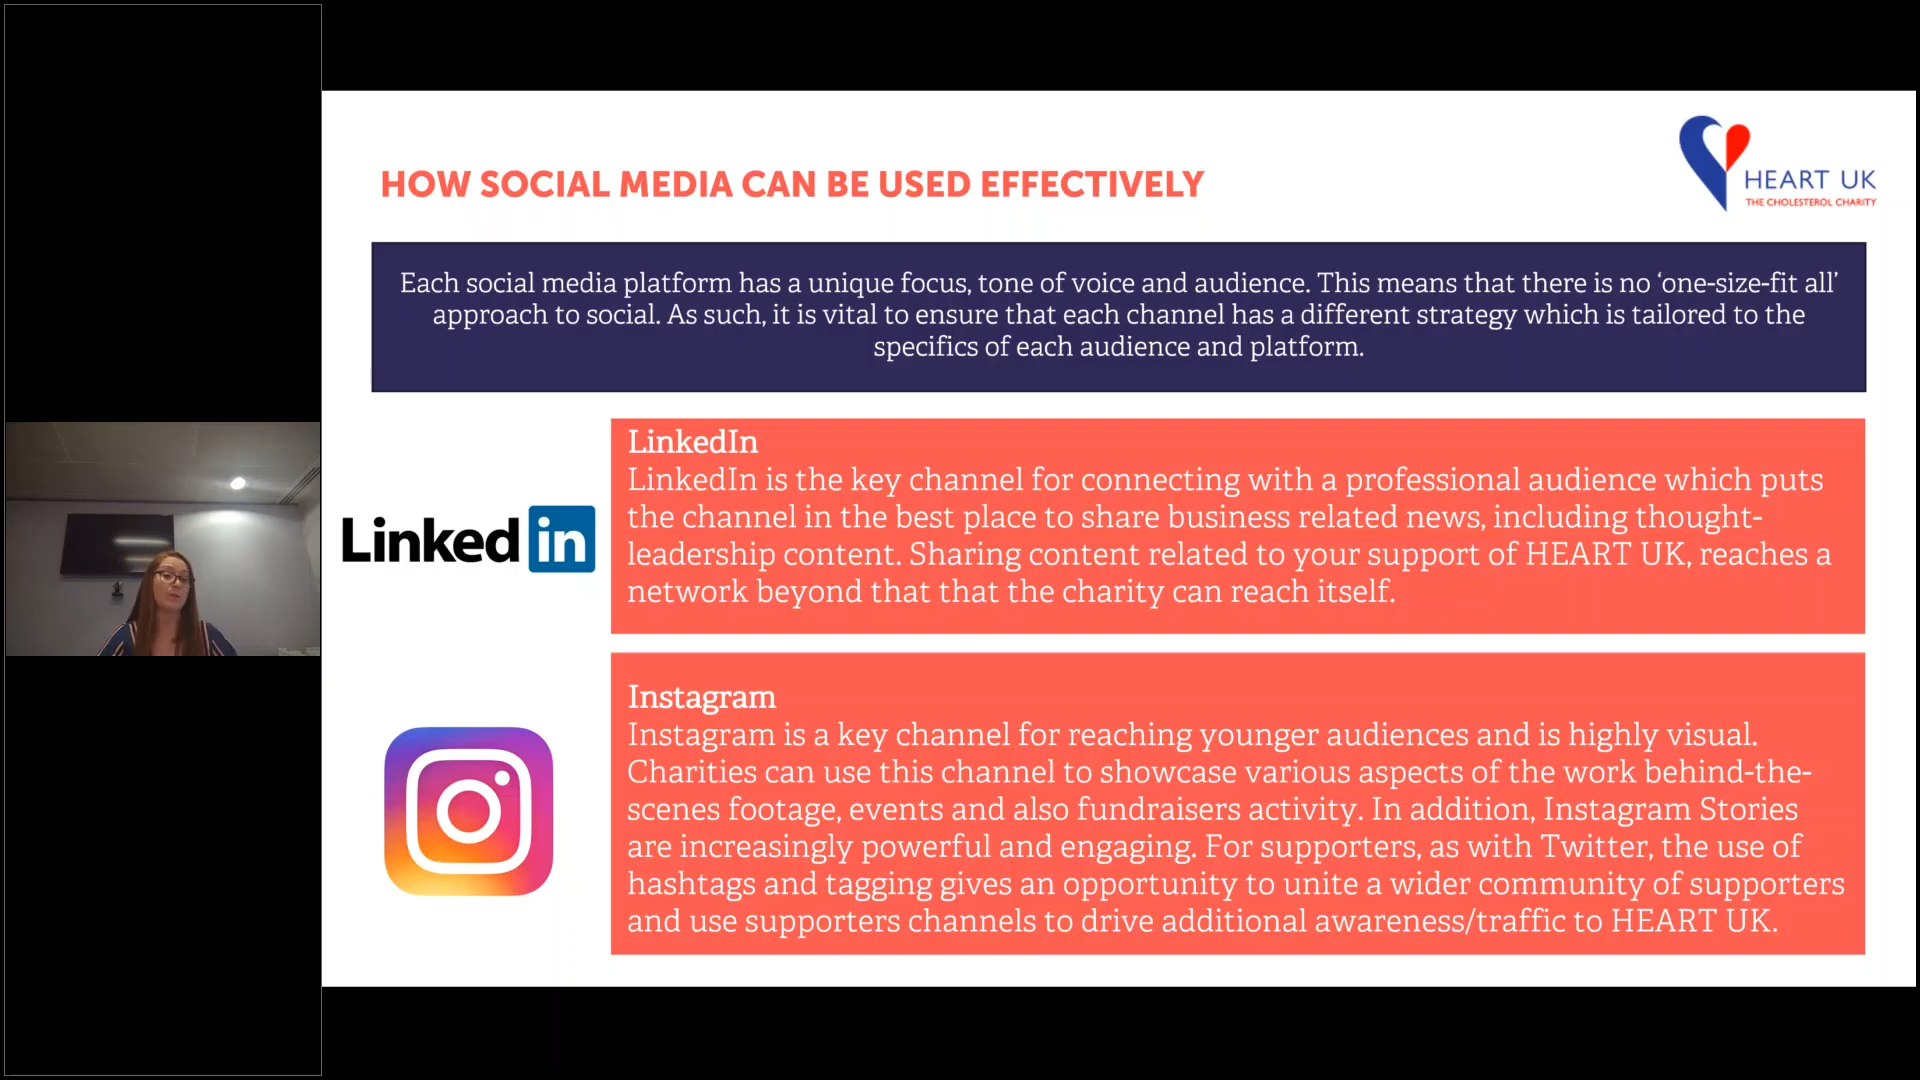 HOW SOCIAL MEDIA CAN BE USED EFFECTIVELY
HEART UK
THE CHOLESTEROL CHARITY
Each social media platform has a unique focus, tone of voice and audience. This means that there is no ‘one-size-fit all’
approach to social. As such, it is vital to ensure that each channel has a different strategy which is tailored to the
specifics of each audience and platform.
Linked in
LinkedIn
LinkedIn is the key channel for connecting with a professional audience which puts
the channel in the best place to share business related news, including thought-
leadership content. Sharing content related to your support of HEART UK, reaches a
network beyond that that the charity can reach itself.
Instagram
Instagram is a key channel for reaching younger audiences and is highly visual.
Charities can use this channel to showcase various aspects of the work behind-the-
scenes footage, events and also fundraisers activity. In addition, Instagram Stories
are increasingly powerful and engaging. For supporters, as with Twitter, the use of
hashtags and tagging gives an opportunity to unite a wider community of supporters
and use supporters channels to drive additional awareness/traffic to HEART UK.